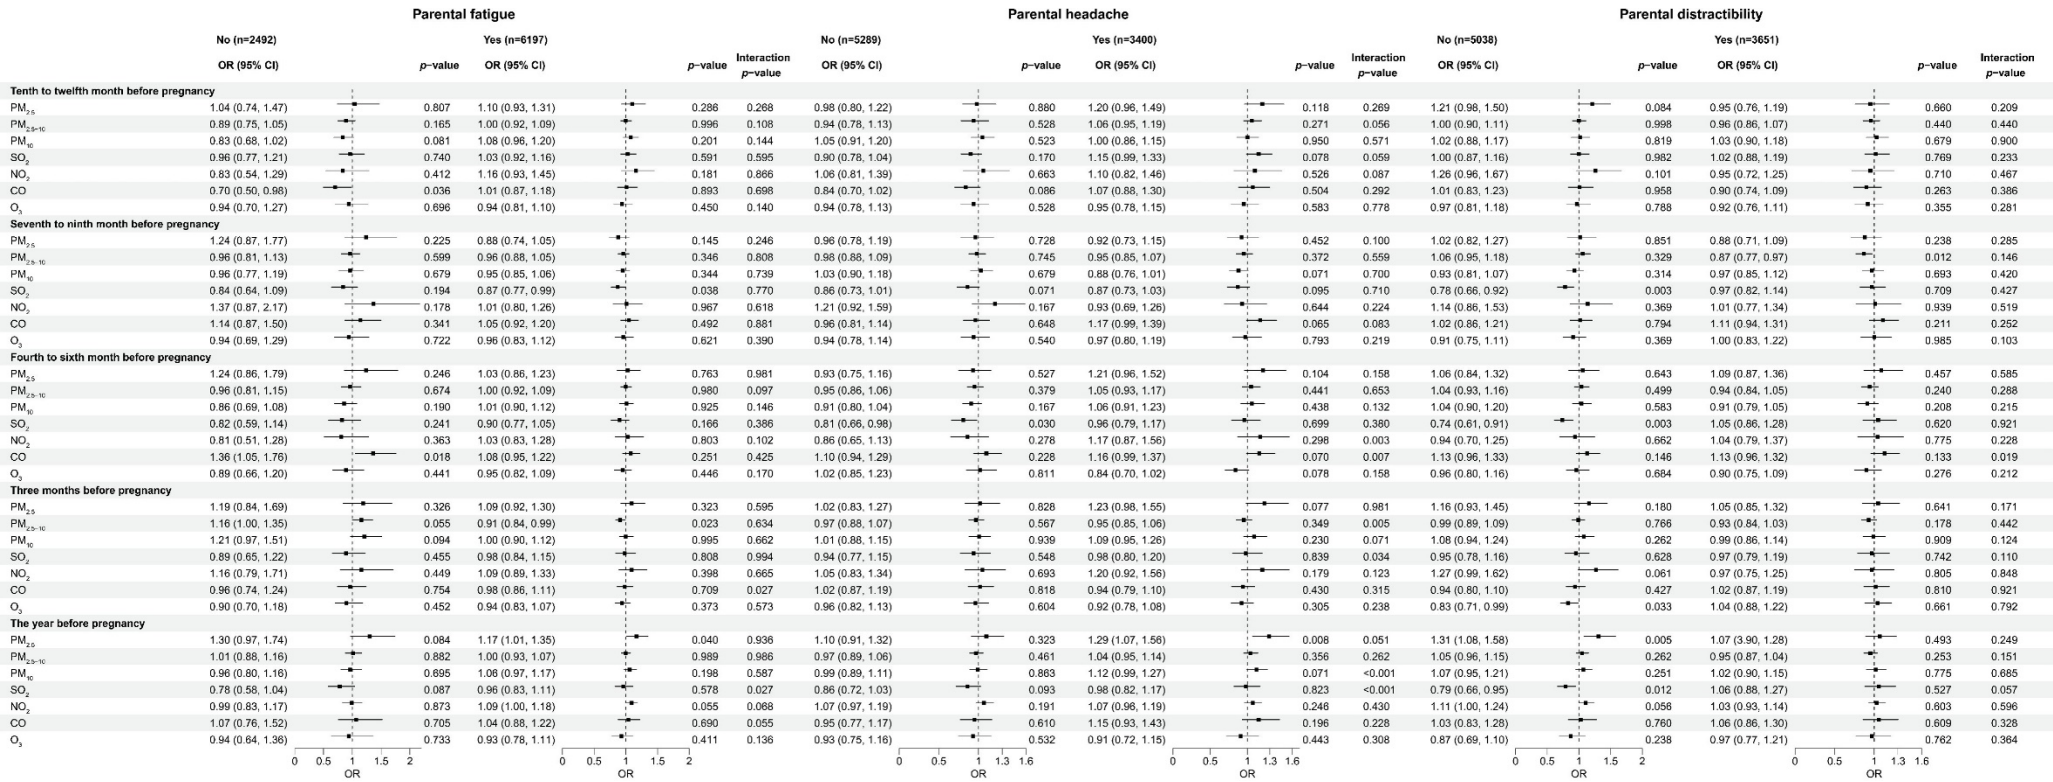 Parental fatigue Parental headache Parental distractibility
No (n=2492) Yes (n=6197) No (n=5289) Yes (n=3400) No (n=5038) Yes (n=3651)
OR (95% CI) p-value OR (95% CI) p-value Interaction p-value OR (95% CI) p-value OR (95% CI) p-value Interaction p-value OR (95% CI) p-value OR (95% CI) p-value Interaction p-value
Tenth to twelfth month before pregnancy
PM2.5 1.04 (0.74, 1.47) 0.807 1.10 (0.93, 1.31) 0.286 0.268 0.98 (0.80, 1.22) 0.880 1.20 (0.96, 1.49) 0.118 0.269 1.21 (0.98, 1.50) 0.084 0.95 (0.76, 1.19) 0.660 0.209
PM2.5-10 0.89 (0.75, 1.05) 0.165 1.00 (0.92, 1.09) 0.996 0.108 0.94 (0.78, 1.13) 0.528 1.06 (0.95, 1.19) 0.271 0.056 1.00 (0.90, 1.11) 0.998 0.96 (0.86, 1.07) 0.440 0.440
PM10 0.83 (0.68, 1.02) 0.081 1.08 (0.96, 1.20) 0.201 0.144 1.05 (0.91, 1.20) 0.523 1.00 (0.86, 1.15) 0.950 0.571 1.02 (0.88, 1.17) 0.819 1.03 (0.90, 1.18) 0.679 0.900
SO2 0.96 (0.77, 1.21) 0.740 1.03 (0.92, 1.16) 0.591 0.595 0.90 (0.78, 1.04) 0.170 1.15 (0.99, 1.33) 0.078 0.059 1.00 (0.87, 1.16) 0.982 1.02 (0.88, 1.19) 0.769 0.233
NO2 0.83 (0.54, 1.29) 0.412 1.16 (0.93, 1.45) 0.181 0.866 1.06 (0.81, 1.39) 0.663 1.10 (0.82, 1.46) 0.526 0.087 1.26 (0.96, 1.67) 0.101 0.95 (0.72, 1.25) 0.710 0.467
CO 0.70 (0.50, 0.98) 0.036 1.01 (0.87, 1.18) 0.893 0.698 0.84 (0.70, 1.02) 0.086 1.07 (0.88, 1.30) 0.504 0.292 1.01 (0.83, 1.23) 0.958 0.90 (0.74, 1.09) 0.263 0.386
O3 0.94 (0.70, 1.27) 0.696 0.94 (0.81, 1.10) 0.450 0.140 0.94 (0.78, 1.13) 0.528 0.95 (0.78, 1.15) 0.583 0.778 0.97 (0.81, 1.18) 0.788 0.92 (0.76, 1.11) 0.355 0.281
Seventh to ninth month before pregnancy
PM2.5 1.24 (0.87, 1.77) 0.225 0.88 (0.74, 1.05) 0.145 0.246 0.96 (0.78, 1.19) 0.728 0.92 (0.73, 1.15) 0.452 0.100 1.02 (0.82, 1.27) 0.851 0.88 (0.71, 1.09) 0.238 0.285
PM2.5-10 0.96 (0.81, 1.13) 0.599 0.96 (0.88, 1.05) 0.346 0.808 0.98 (0.88, 1.09) 0.745 0.95 (0.85, 1.07) 0.372 0.559 1.06 (0.95, 1.18) 0.329 0.87 (0.77, 0.97) 0.012 0.146
PM10 0.96 (0.77, 1.19) 0.679 0.95 (0.85, 1.06) 0.344 0.739 1.03 (0.90, 1.18) 0.679 0.88 (0.76, 1.01) 0.071 0.700 0.93 (0.81, 1.07) 0.314 0.97 (0.85, 1.12) 0.693 0.420
SO2 0.84 (0.64, 1.09) 0.194 0.87 (0.77, 0.99) 0.038 0.770 0.86 (0.73, 1.01) 0.071 0.87 (0.73, 1.03) 0.095 0.710 0.78 (0.66, 0.92) 0.003 0.97 (0.82, 1.14) 0.709 0.427
NO2 1.37 (0.87, 2.17) 0.178 1.01 (0.80, 1.26) 0.967 0.618 1.21 (0.92, 1.59) 0.167 0.93 (0.69, 1.26) 0.644 0.224 1.14 (0.86, 1.53) 0.369 1.01 (0.77, 1.34) 0.939 0.519
CO 1.14 (0.87, 1.50) 0.341 1.05 (0.92, 1.20) 0.492 0.881 0.96 (0.81, 1.14) 0.648 1.17 (0.99, 1.39) 0.065 0.083 1.02 (0.86, 1.21) 0.794 1.11 (0.94, 1.31) 0.211 0.252
O3 0.94 (0.69, 1.29) 0.722 0.96 (0.83, 1.12) 0.621 0.390 0.94 (0.78, 1.14) 0.540 0.97 (0.80, 1.19) 0.793 0.219 0.91 (0.75, 1.11) 0.369 1.00 (0.83, 1.22) 0.985 0.103
Fourth to sixth month before pregnancy
PM2.5 1.24 (0.86, 1.79) 0.246 1.03 (0.86, 1.23) 0.763 0.981 0.93 (0.75, 1.16) 0.527 1.21 (0.96, 1.52) 0.104 0.158 1.06 (0.84, 1.32) 0.643 1.09 (0.87, 1.36) 0.457 0.585
PM2.5-10 0.96 (0.81, 1.15) 0.674 1.00 (0.92, 1.09) 0.980 0.097 0.95 (0.86, 1.06) 0.379 1.05 (0.93, 1.17) 0.441 0.653 1.04 (0.93, 1.16) 0.499 0.94 (0.84, 1.05) 0.240 0.288
PM10 0.86 (0.69, 1.08) 0.190 1.01 (0.90, 1.12) 0.925 0.146 0.91 (0.80, 1.04) 0.167 1.06 (0.91, 1.23) 0.438 0.132 1.04 (0.90, 1.20) 0.583 0.91 (0.79, 1.05) 0.208 0.215
SO2 0.82 (0.59, 1.14) 0.241 0.90 (0.77, 1.05) 0.166 0.386 0.81 (0.66, 0.98) 0.030 0.96 (0.79, 1.17) 0.699 0.380 0.74 (0.61, 0.91) 0.003 1.05 (0.86, 1.28) 0.620 0.921
NO2 0.81 (0.51, 1.28) 0.363 1.03 (0.83, 1.28) 0.803 0.102 0.86 (0.65, 1.13) 0.278 1.17 (0.87, 1.56) 0.298 0.003 0.94 (0.70, 1.25) 0.662 1.04 (0.79, 1.37) 0.775 0.228
CO 1.36 (1.05, 1.76) 0.018 1.08 (0.95, 1.22) 0.251 0.425 1.10 (0.94, 1.29) 0.228 1.16 (0.99, 1.37) 0.070 0.007 1.13 (0.96, 1.33) 0.146 1.13 (0.96, 1.32) 0.133 0.019
O3 0.89 (0.66, 1.20) 0.441 0.95 (0.82, 1.09) 0.446 0.170 1.02 (0.85, 1.23) 0.811 0.84 (0.70, 1.02) 0.078 0.158 0.96 (0.80, 1.16) 0.684 0.90 (0.75, 1.09) 0.276 0.212
Three months before pregnancy
PM2.5 1.19 (0.84, 1.69) 0.326 1.09 (0.92, 1.30) 0.323 0.595 1.02 (0.83, 1.27) 0.828 1.23 (0.98, 1.55) 0.077 0.981 1.16 (0.93, 1.45) 0.180 1.05 (0.85, 1.32) 0.641 0.171
PM2.5-10 1.16 (1.00, 1.35) 0.055 0.91 (0.84, 0.99) 0.023 0.634 0.97 (0.88, 1.07) 0.567 0.95 (0.85, 1.06) 0.349 0.005 0.99 (0.89, 1.09) 0.766 0.93 (0.84, 1.03) 0.178 0.442
PM10 1.21 (0.97, 1.51) 0.094 1.00 (0.90, 1.12) 0.995 0.662 1.01 (0.88, 1.15) 0.939 1.09 (0.95, 1.26) 0.230 0.071 1.08 (0.94, 1.24) 0.262 0.99 (0.86, 1.14) 0.909 0.124
SO2 0.89 (0.65, 1.22) 0.455 0.98 (0.84, 1.15) 0.808 0.994 0.94 (0.77, 1.15) 0.548 0.98 (0.80, 1.20) 0.839 0.034 0.95 (0.78, 1.16) 0.628 0.97 (0.79, 1.19) 0.742 0.110
NO2 1.16 (0.79, 1.71) 0.449 1.09 (0.89, 1.33) 0.398 0.665 1.05 (0.83, 1.34) 0.693 1.20 (0.92, 1.56) 0.179 0.123 1.27 (0.99, 1.62) 0.061 0.97 (0.75, 1.25) 0.805 0.848
CO 0.96 (0.74, 1.24) 0.754 0.98 (0.86, 1.11) 0.709 0.027 1.02 (0.87, 1.19) 0.818 0.94 (0.79, 1.10) 0.430 0.315 0.94 (0.80, 1.10) 0.427 1.02 (0.87, 1.19) 0.810 0.921
O3 0.90 (0.70, 1.18) 0.452 0.94 (0.83, 1.07) 0.373 0.573 0.96 (0.82, 1.13) 0.604 0.92 (0.78, 1.08) 0.305 0.238 0.83 (0.71, 0.99) 0.033 1.04 (0.88, 1.22) 0.661 0.792
The year before pregnancy
PM2.5 1.30 (0.97, 1.74) 0.084 1.17 (1.01, 1.35) 0.040 0.936 1.10 (0.91, 1.32) 0.323 1.29 (1.07, 1.56) 0.008 0.051 1.31 (1.08, 1.58) 0.005 1.07 (3.90, 1.28) 0.493 0.249
PM2.5-10 1.01 (0.88, 1.16) 0.882 1.00 (0.93, 1.07) 0.989 0.986 0.97 (0.89, 1.06) 0.461 1.04 (0.95, 1.14) 0.356 0.262 1.05 (0.96, 1.15) 0.262 0.95 (0.87, 1.04) 0.253 0.151
PM10 0.96 (0.80, 1.16) 0.695 1.06 (0.97, 1.17) 0.198 0.587 0.99 (0.89, 1.11) 0.863 1.12 (0.99, 1.27) 0.071 <0.001 1.07 (0.95, 1.21) 0.251 1.02 (0.90, 1.15) 0.775 0.685
SO2 0.78 (0.58, 1.04) 0.087 0.96 (0.83, 1.11) 0.578 0.027 0.86 (0.72, 1.03) 0.093 0.98 (0.82, 1.17) 0.823 <0.001 0.79 (0.66, 0.95) 0.012 1.06 (0.88, 1.27) 0.527 0.057
NO2 0.99 (0.83, 1.17) 0.873 1.09 (1.00, 1.18) 0.055 0.068 1.07 (0.97, 1.19) 0.191 1.07 (0.96, 1.19) 0.246 0.430 1.11 (1.00, 1.24) 0.056 1.03 (0.93, 1.14) 0.603 0.596
CO 1.07 (0.76, 1.52) 0.705 1.04 (0.88, 1.22) 0.690 0.055 0.95 (0.77, 1.17) 0.610 1.15 (0.93, 1.43) 0.196 0.228 1.03 (0.83, 1.28) 0.760 1.06 (0.86, 1.30) 0.609 0.328
O3 0.94 (0.64, 1.36) 0.733 0.93 (0.78, 1.11) 0.411 0.136 0.93 (0.75, 1.16) 0.532 0.91 (0.72, 1.15) 0.443 0.308 0.87 (0.69, 1.10) 0.238 0.97 (0.77, 1.21) 0.762 0.364
0 0.5 1 1.5 2 0 0.5 1 1.5 2 0 0.5 1 1.3 1.6 0 0.5 1 1.3 1.6 0 0.5 1 1.5 0 0.5 1 1.6
OR OR OR OR OR OR